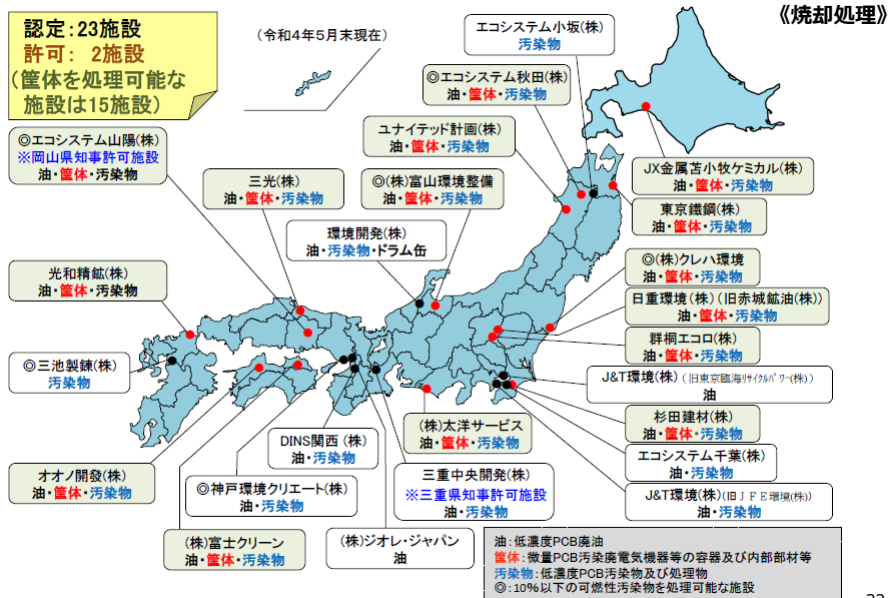 《焼却処理》
認定:23施設
許可: 2施設
(筐体を処理可能な
施設は15施設)
(令和4年5月末現在)
エコシステム小坂(株)
汚染物
◎エコシステム秋田(株)
油・筐体・汚染物
ユナイテッド計画(株)
油・筐体・汚染物
◎エコシステム山陽(株)
※岡山県知事許可施設
油・筐体・汚染物
三光(株)
油・筐体・汚染物
◎(株)富山環境整備
油・筐体・汚染物
JX金属苫小牧ケミカル(株)
油・筐体・汚染物
東京鐵鋼(株)
油・筐体・汚染物
環境開発(株)
油・汚染物・ドラム缶
◎(株)クレハ環境
油・筐体・汚染物
光和精鉱(株)
油・筐体・汚染物
日重環境(株)(旧赤城鉱油(株))
油・筐体・汚染物
群桐エコロ(株)
油・筐体・汚染物
◎三池製錬(株)
汚染物
J&T環境(株)(旧東京臨海リサイクルパワー(株))
油
(株)太洋サービス
油・筐体・汚染物
杉田建材(株)
油・筐体・汚染物
DINS関西(株)
油・汚染物
エコシステム千葉(株)
油・汚染物
オオノ開發(株)
油・筐体・汚染物
◎神戸環境クリエート(株)
油・汚染物
三重中央開発(株)
※三重県知事許可施設
油・汚染物
J&T環境(株)(旧JFE環境(株))
油・汚染物
(株)富士クリーン
油・筐体・汚染物
(株)ジオレ・ジャパン
油
油:低濃度PCB廃油
筐体:微量PCB汚染廃電気機器等の容器及び内部部材等
汚染物:低濃度PCB汚染物及び処理物
◎:10%以下の可燃性汚染物を処理可能な施設